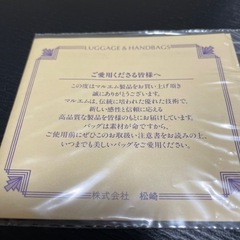 LUGGAGE & HANDBAGS
ご愛用くださる皆様へ
この度はマルエム製品をお買い上げ頂き
誠にありがとうございます。
マルエムは、伝統に培われた優れた技術で、
新しい感性と信頼に応える
高品質な製品を皆様のもとにお届けしています。
バッグは素材が命ですから、
ご使用前にぜひこのお取扱い注意書をお読みの上、
いつまでも美しいバッグをご愛用ください。
株式会社 松崎